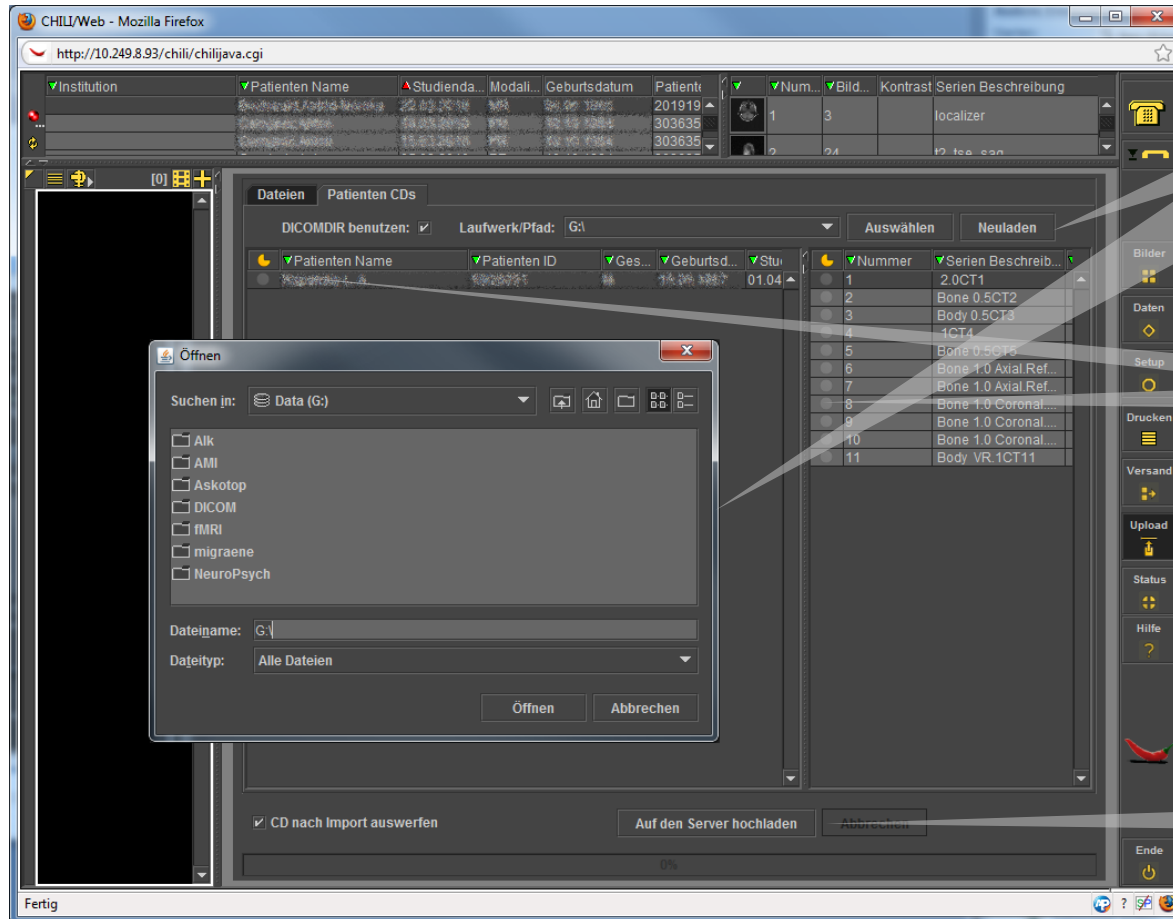 CHILI/Web - Mozilla Firefox
http://10.249.8.93/chili/chilijava.cgi
Institution Patienten Name Studienda... Modali... Geburtsdatum Patiente Num... Bild... Kontrast Serien Beschreibung
201919
1 3 localizer
303635
303635
2 24 t2_tse_sag
[0]
Dateien Patienten CDs
DICOMDIR benutzen: Laufwerk/Pfad: G:\ Auswählen Neuladen
Patienten Name Patienten ID Ges... Geburtsd... Stu Nummer Serien Beschreib...
01.04
1 2.0CT1
2 Bone 0.5CT2
3 Body 0.5CT3
4 1CT4
5 Bone 0.5CT5
6 Bone 1.0 Axial.Ref...
7 Bone 1.0 Axial.Ref...
8 Bone 1.0 Coronal....
9 Bone 1.0 Coronal....
10 Bone 1.0 Coronal....
11 Body VR.1CT11
Öffnen
Suchen in: Data (G:)
Alk
AMI
Askotop
DICOM
fMRI
migraene
NeuroPsych
Dateiname: G:\
Dateityp: Alle Dateien
Öffnen Abbrechen
CD nach Import auswerfen Auf den Server hochladen Abbrechen
0%
Bilder
Daten
Setup
Drucken
Versand
Upload
Status
Hilfe
?
Ende
Fertig
?